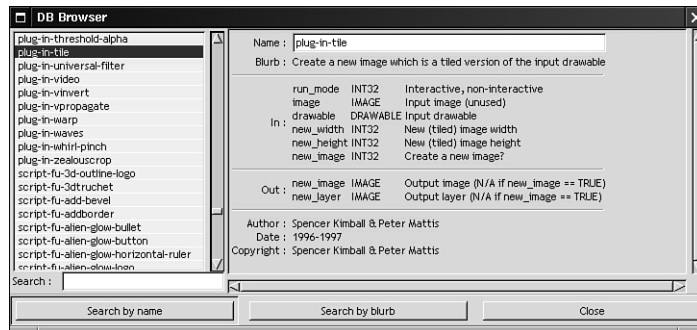 DB Browser
plug-in-threshold-alpha
plug-in-tile
plug-in-universal-filter
plug-in-video
plug-in-vinvert
plug-in-vpropagate
plug-in-warp
plug-in-waves
plug-in-whirl-pinch
plug-in-zealouscrop
script-fu-3d-outline-logo
script-fu-3dtruchet
script-fu-add-bevel
script-fu-addborder
script-fu-alien-glow-bullet
script-fu-alien-glow-button
script-fu-alien-glow-horizontal-ruler
script-fu-alien-glow-logo
Search :
Name : plug-in-tile
Blurb : Create a new image which is a tiled version of the input drawable
In :
run_mode INT32 Interactive, non-interactive
image IMAGE Input image (unused)
drawable DRAWABLE Input drawable
new_width INT32 New (tiled) image width
new_height INT32 New (tiled) image height
new_image INT32 Create a new image?
Out :
new_image IMAGE Output image (N/A if new_image == TRUE)
new_layer IMAGE Output layer (N/A if new_image == TRUE)
Author : Spencer Kimball & Peter Mattis
Date : 1996-1997
Copyright : Spencer Kimball & Peter Mattis
Search by name
Search by blurb
Close